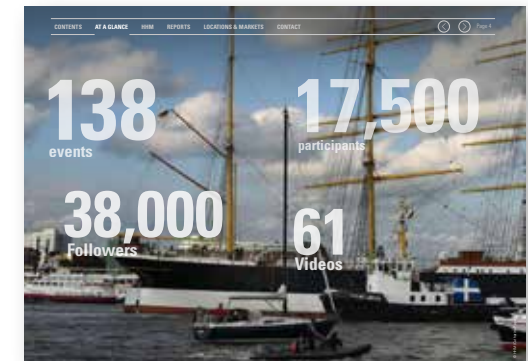 CONTENTS AT A GLANCE HHM REPORTS LOCATIONS & MARKETS CONTACT Page 4
138
events
17,500
participants
38,000
Followers
61
Videos